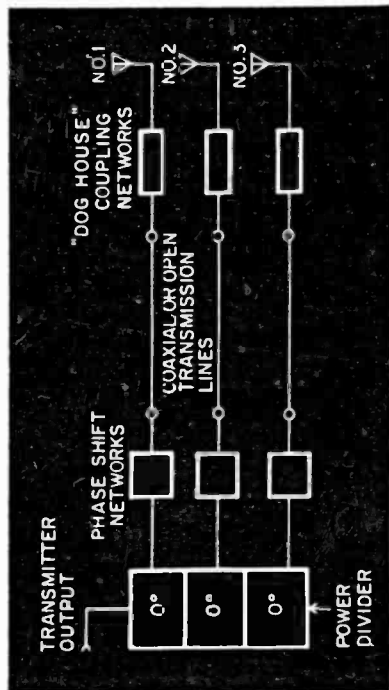 TRANSMITTER
OUTPUT
PHASE SHIFT
NETWORKS
"DOG HOUSE"
COUPLING
NETWORKS
NO.1
NO.2
NO.3
COAXIAL OR OPEN
TRANSMISSION
LINES
0°
0°
0°
POWER
DIVIDER